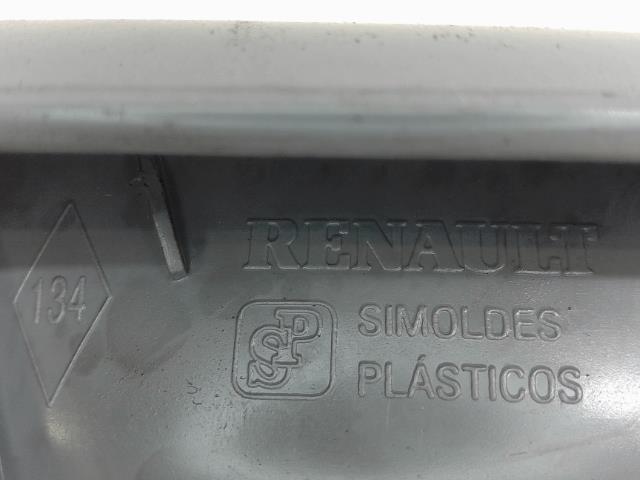 RENAULT
134
SP
SIMOLDES
PLÁSTICOS